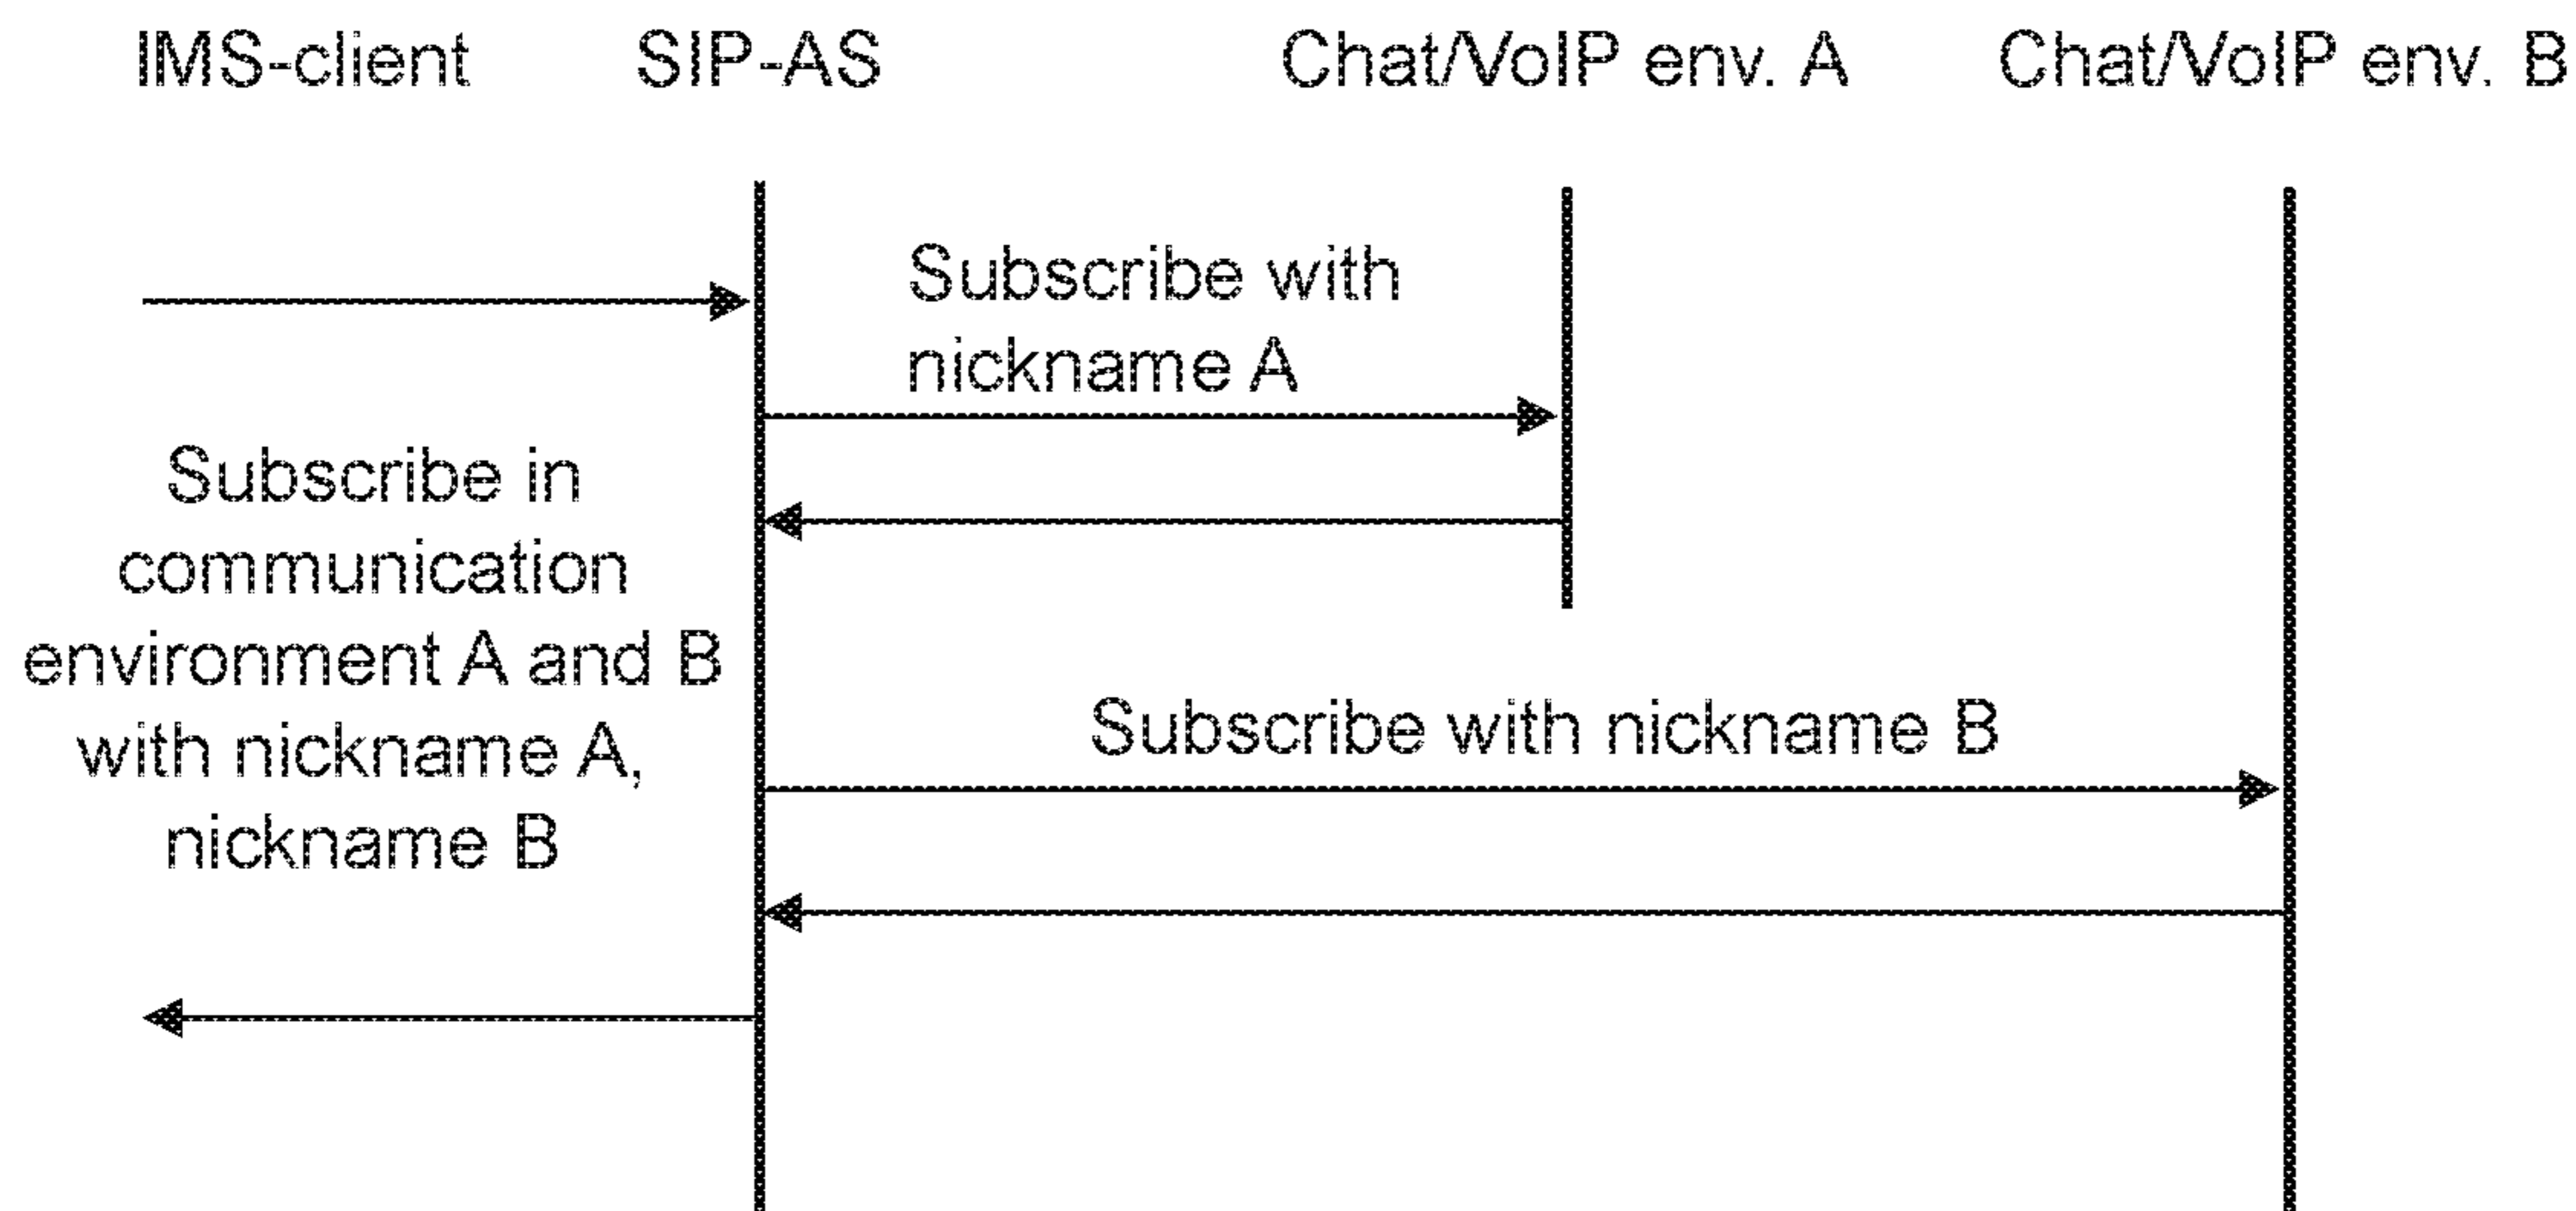 IMS-client SIP-AS Chat/VoIP env. A Chat/VoIP env. B
Subscribe with
nickname A
Subscribe in
communication
environment A and B
with nickname A,
nickname B
Subscribe with nickname B